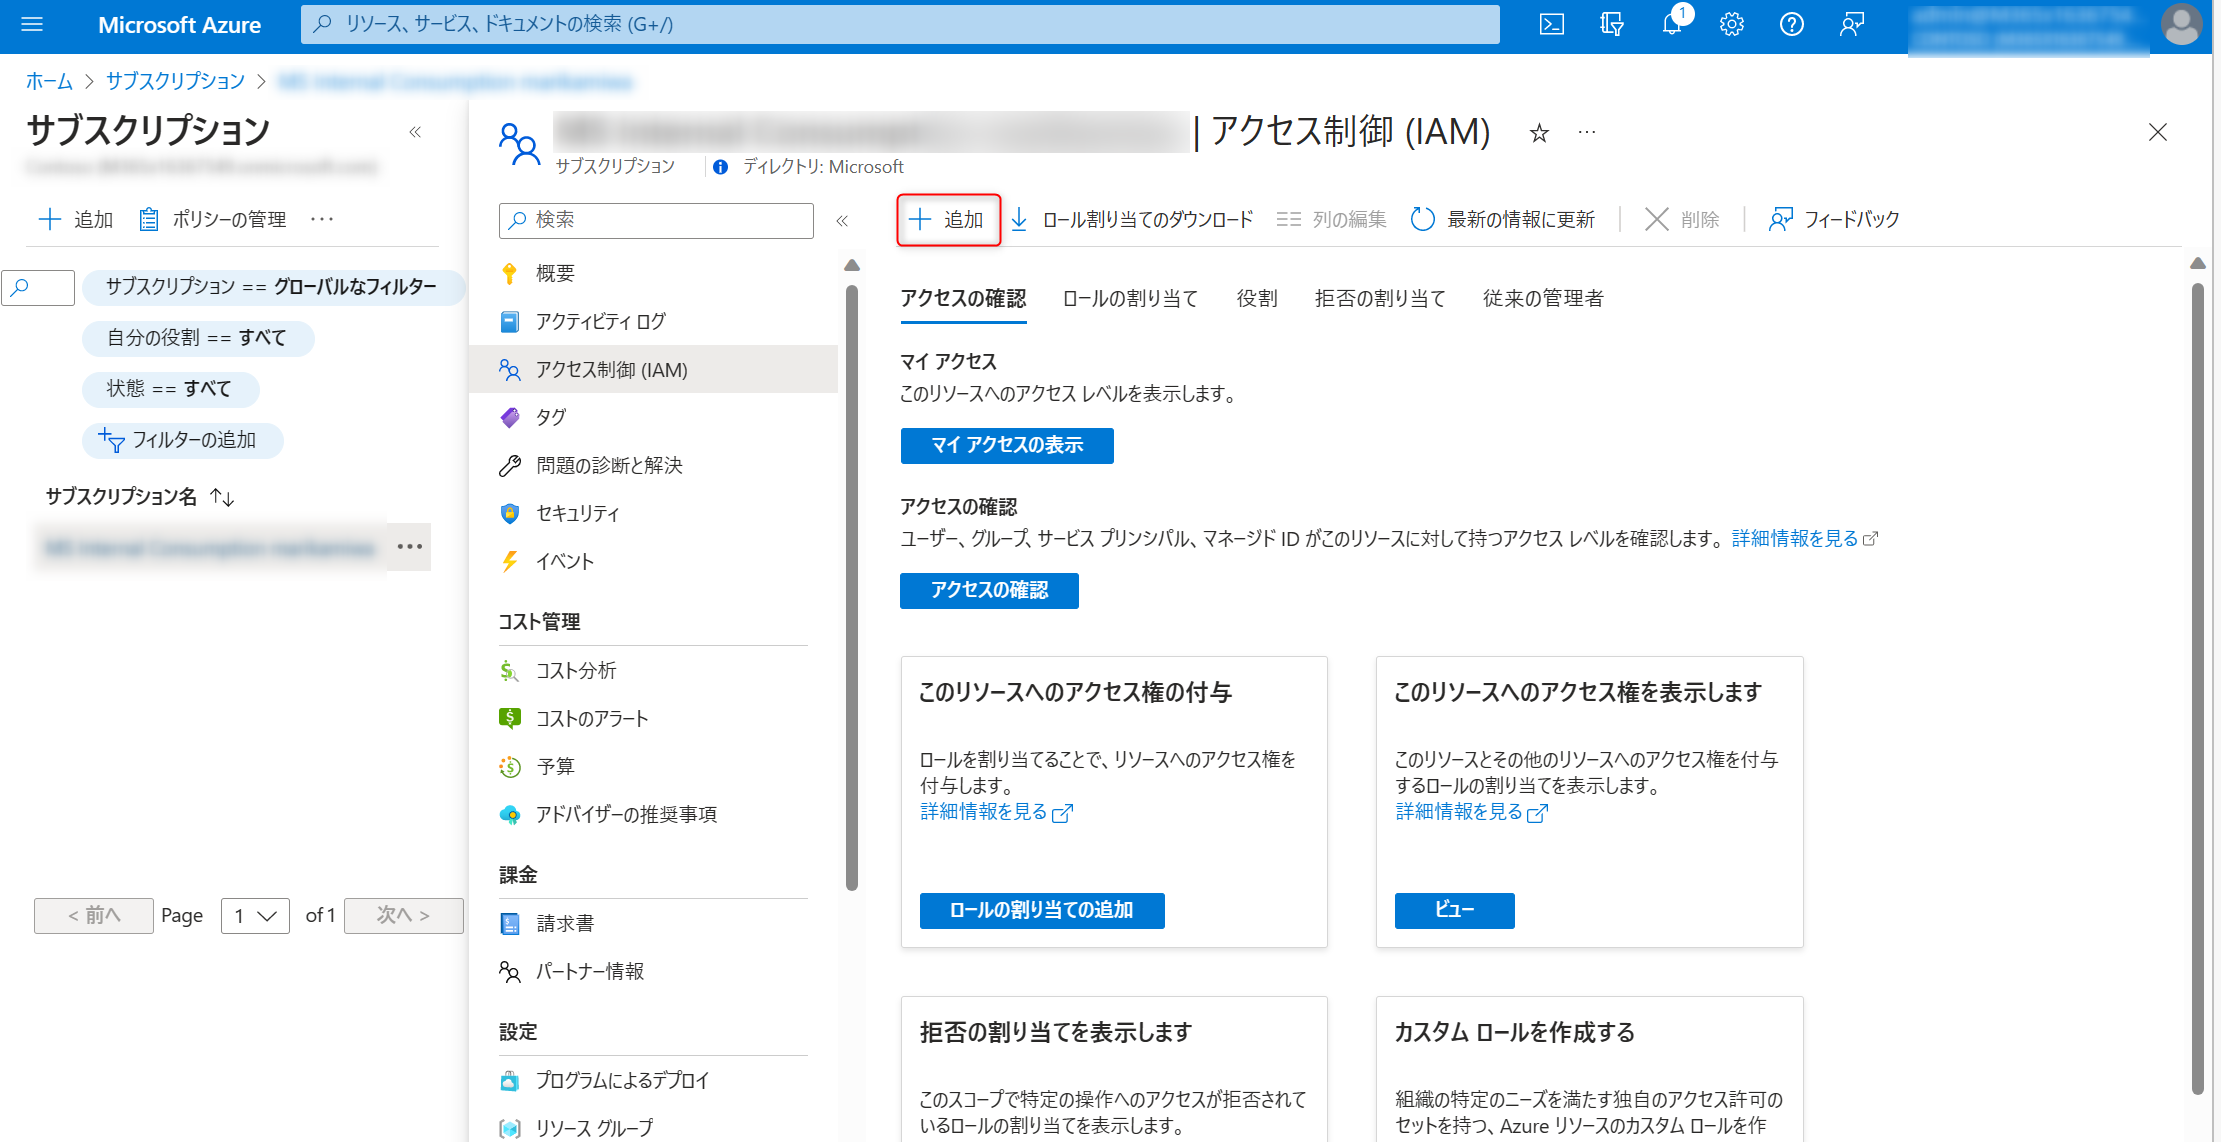 Microsoft Azure
リソース、サービス、ドキュメントの検索 (G+/)
1
ホーム > サブスクリプション >
サブスクリプション
«
+ 追加 ポリシーの管理 ···
サブスクリプション == グローバルなフィルター
自分の役割 == すべて
状態 == すべて
フィルターの追加
サブスクリプション名 ↑↓
···
< 前へ Page 1 of 1 次へ >
| アクセス制御 (IAM) ☆ ···
サブスクリプション ディレクトリ: Microsoft
検索 «
概要
アクティビティ ログ
アクセス制御 (IAM)
タグ
問題の診断と解決
セキュリティ
イベント
コスト管理
コスト分析
コストのアラート
予算
アドバイザーの推奨事項
課金
請求書
パートナー情報
設定
プログラムによるデプロイ
リソース グループ
+ 追加 ロール割り当てのダウンロード 列の編集 最新の情報に更新 削除 フィードバック
アクセスの確認 ロールの割り当て 役割 拒否の割り当て 従来の管理者
マイ アクセス
このリソースへのアクセス レベルを表示します。
マイ アクセスの表示
アクセスの確認
ユーザー、グループ、サービス プリンシパル、マネージド ID がこのリソースに対して持つアクセス レベルを確認します。 詳細情報を見る
アクセスの確認
このリソースへのアクセス権の付与
ロールを割り当てることで、リソースへのアクセス権を
付与します。
詳細情報を見る
ロールの割り当ての追加
このリソースへのアクセス権を表示します
このリソースとその他のリソースへのアクセス権を付与
するロールの割り当てを表示します。
詳細情報を見る
ビュー
拒否の割り当てを表示します
このスコープで特定の操作へのアクセスが拒否されて
いるロールの割り当てを表示します。
カスタム ロールを作成する
組織の特定のニーズを満たす独自のアクセス許可の
セットを持つ、Azure リソースのカスタム ロールを作